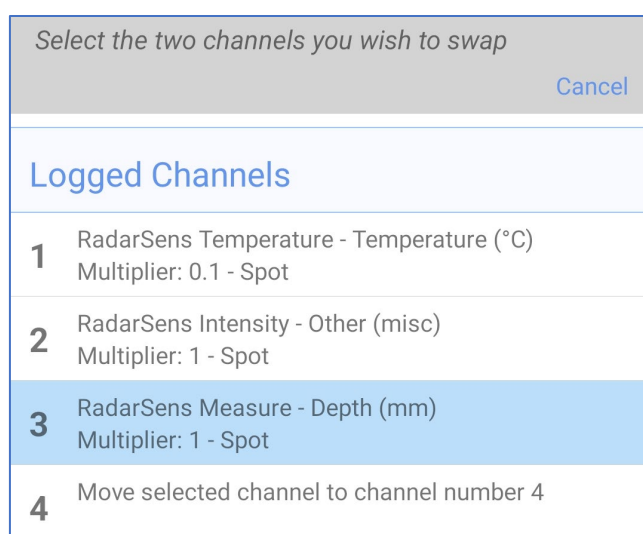 Select the two channels you wish to swap
Cancel
Logged Channels
1
RadarSens Temperature - Temperature (°C)
Multiplier: 0.1 - Spot
2
RadarSens Intensity - Other (misc)
Multiplier: 1 - Spot
3
RadarSens Measure - Depth (mm)
Multiplier: 1 - Spot
4
Move selected channel to channel number 4